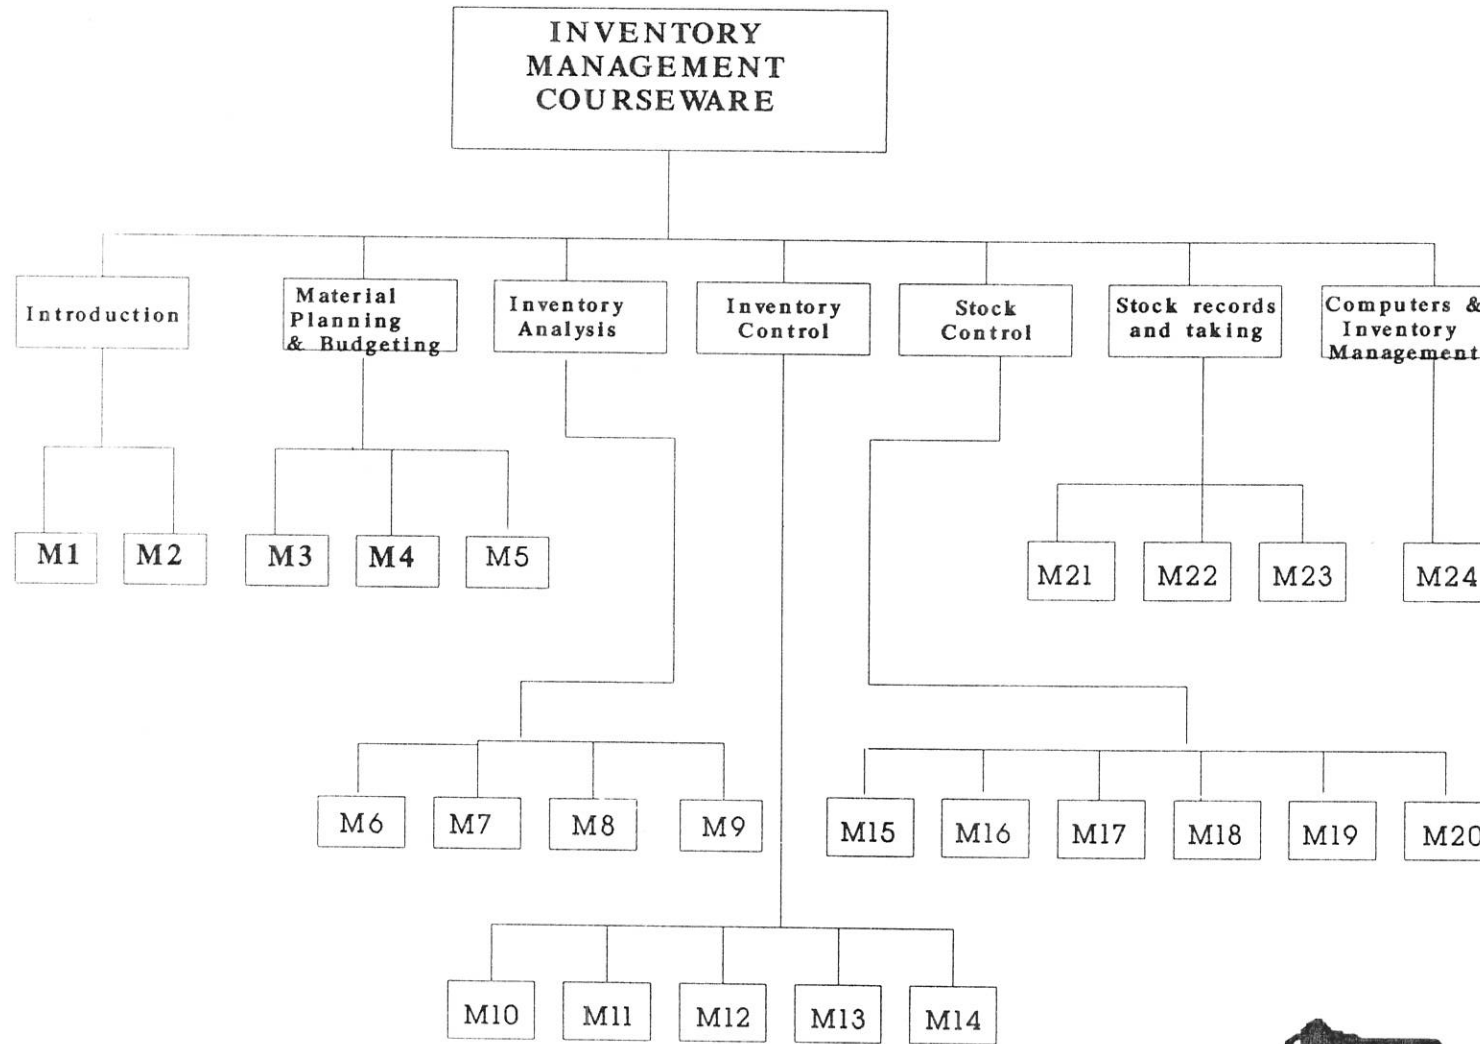 INVENTORY
MANAGEMENT
COURSEWARE
Introduction
Material
Planning
& Budgeting
Inventory
Analysis
Inventory
Control
Stock
Control
Stock records
and taking
Computers &
Inventory
Management
M1
M2
M3
M4
M5
M21
M22
M23
M24
M6
M7
M8
M9
M15
M16
M17
M18
M19
M20
M10
M11
M12
M13
M14